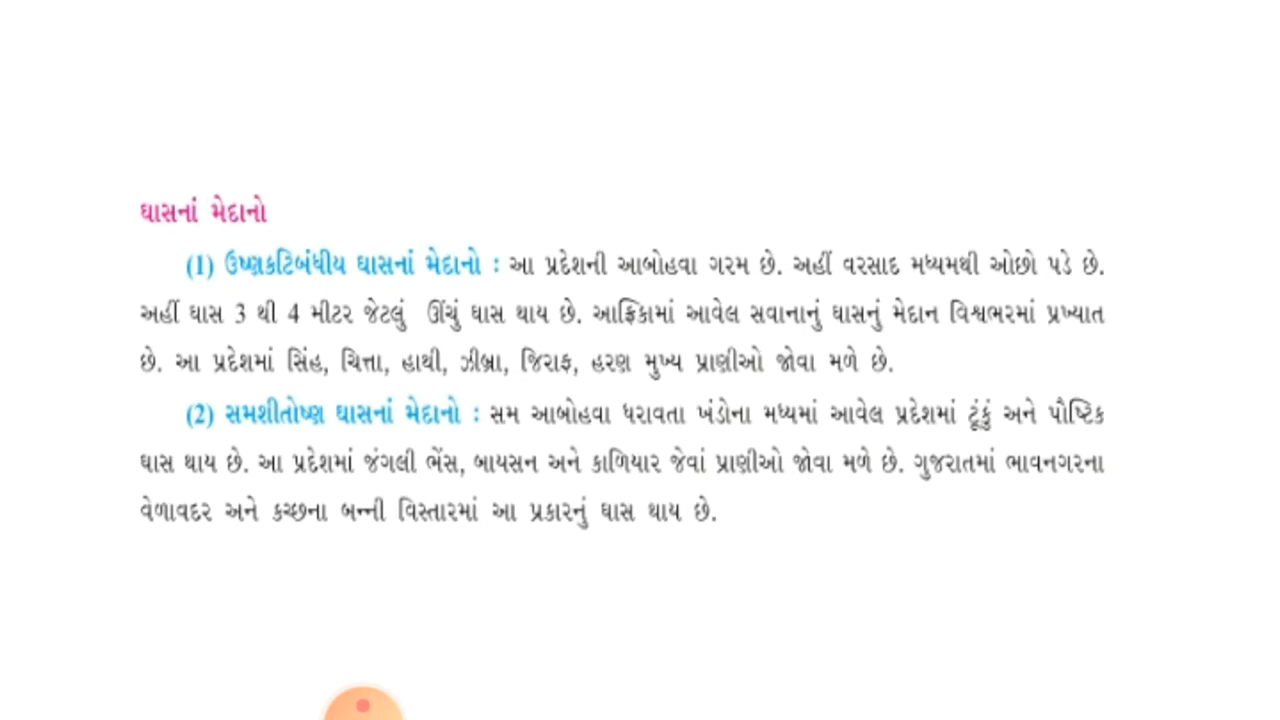 ઘાસનાં મેદાનો
(1) ઉષ્ણકટિબંધીય ઘાસનાં મેદાનો : આ પ્રદેશની આબોહવા ગરમ છે. અહીં વરસાદ મધ્યમથી ઓછો પડે છે.
અહીં ઘાસ 3 થી 4 મીટર જેટલું ઊંચું ઘાસ થાય છે. આફ્રિકામાં આવેલ સવાનાનું ઘાસનું મેદાન વિશ્વભરમાં પ્રખ્યાત
છે. આ પ્રદેશમાં સિંહ, ચિત્તા, હાથી, ઝીબ્રા, જિરાફ, હરણ મુખ્ય પ્રાણીઓ જોવા મળે છે.
(2) સમશીતોષ્ણ ઘાસનાં મેદાનો : સમ આબોહવા ધરાવતા ખંડોના મધ્યમાં આવેલ પ્રદેશમાં ટૂંકું અને પૌષ્ટિક
ઘાસ થાય છે. આ પ્રદેશમાં જંગલી ભેંસ, બાયસન અને કાળિયાર જેવાં પ્રાણીઓ જોવા મળે છે. ગુજરાતમાં ભાવનગરના
વેળાવદર અને કચ્છના બન્ની વિસ્તારમાં આ પ્રકારનું ઘાસ થાય છે.